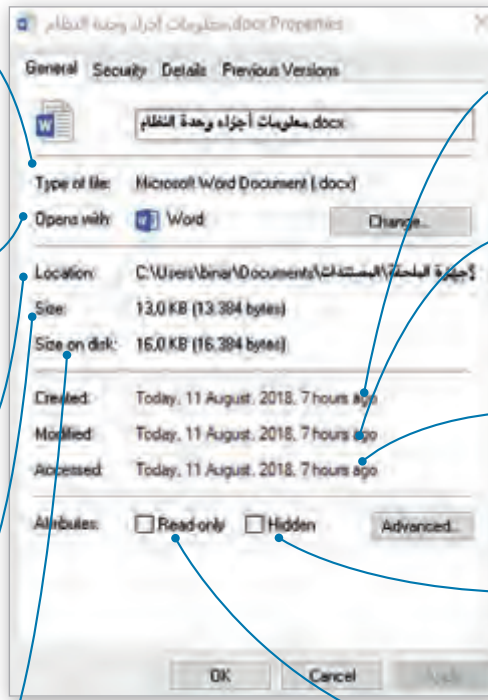 معلومات أجزاء وحدة النظام.docx Properties
General Security Details Previous Versions
معلومات أجزاء وحدة النظام.docx
Type of file: Microsoft Word Document (.docx)
Opens with: Word Change...
Location: C:\Users\binar\Documents\المستندات\أجهزة الملحقة
Size: 13,0 KB (13.384 bytes)
Size on disk: 16,0 KB (16.384 bytes)
Created: Today, 11 August, 2018, 7 hours ago
Modified: Today, 11 August, 2018, 7 hours ago
Accessed: Today, 11 August, 2018, 7 hours ago
Attributes: Read-only Hidden Advanced...
OK Cancel Apply